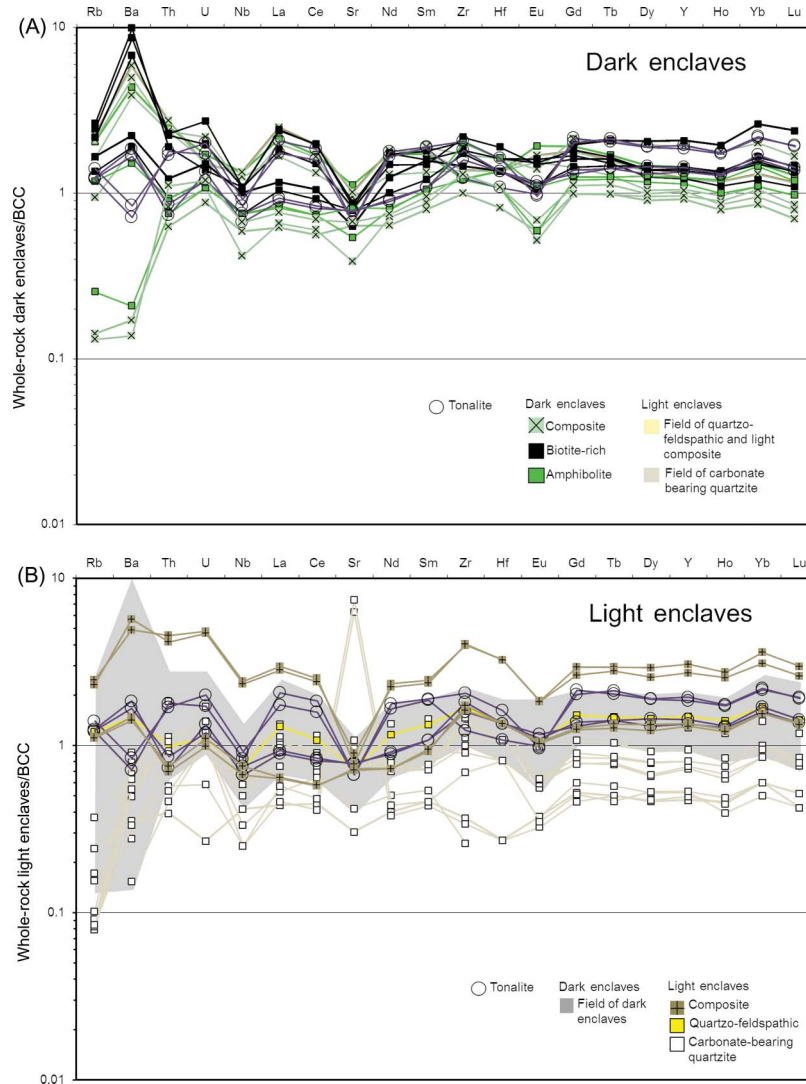 (A)
Rb Ba Th U Nb La Ce Sr Nd Sm Zr Hf Eu Gd Tb Dy Y Ho Yb Lu
10
Dark enclaves
1
0.1
0.01
Whole-rock dark enclaves/BCC
Tonalite
Dark enclaves
Composite
Biotite-rich
Amphibolite
Light enclaves
Field of quartzo-
feldspathic and light
composite
Field of carbonate
bearing quartzite
(B)
Rb Ba Th U Nb La Ce Sr Nd Sm Zr Hf Eu Gd Tb Dy Y Ho Yb Lu
10
Light enclaves
1
0.1
0.01
Whole-rock light enclaves/BCC
Tonalite
Dark enclaves
Field of dark
enclaves
Light enclaves
Composite
Quartzo-feldspathic
Carbonate-bearing
quartzite